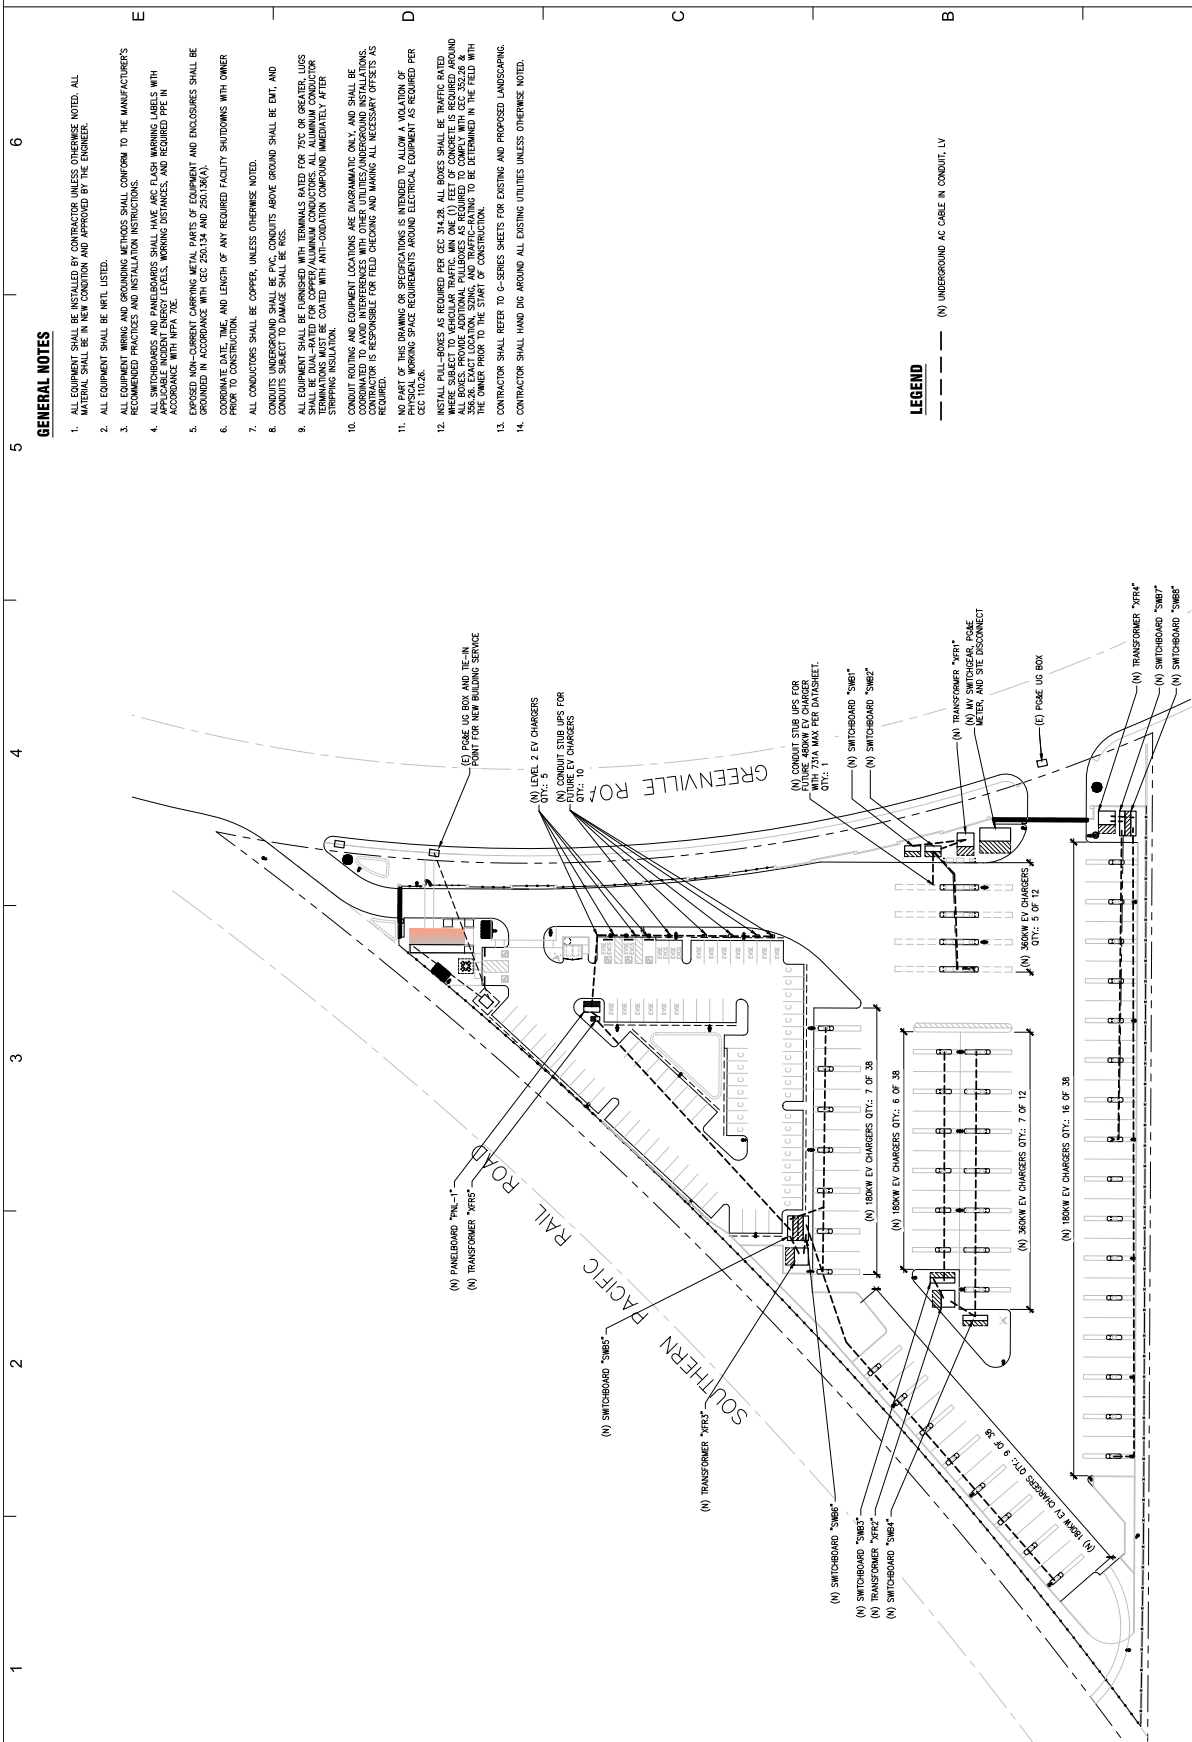 GENERAL NOTES
1. ALL EQUIPMENT SHALL BE INSTALLED BY CONTRACTOR UNLESS OTHERWISE NOTED. ALL
MATERIAL SHALL BE IN NEW CONDITION AND APPROVED BY THE ENGINEER.
2. ALL EQUIPMENT SHALL BE NRTL LISTED.
3. ALL EQUIPMENT WIRING AND GROUNDING METHODS SHALL CONFORM TO THE MANUFACTURER'S
RECOMMENDED PRACTICES AND INSTALLATION INSTRUCTIONS.
4. ALL SWITCHBOARDS AND PANELBOARDS SHALL HAVE ARC FLASH WARNING LABELS WITH
APPLICABLE INCIDENT ENERGY LEVELS, WORKING DISTANCES, AND REQUIRED PPE IN
ACCORDANCE WITH NFPA 70E.
5. EXPOSED NON-CURRENT CARRYING METAL PARTS OF EQUIPMENT AND ENCLOSURES SHALL BE
GROUNDED IN ACCORDANCE WITH CEC 250.134 AND 250.136(A).
6. COORDINATE DATE, TIME, AND LENGTH OF ANY REQUIRED FACILITY SHUTDOWNS WITH OWNER
PRIOR TO CONSTRUCTION.
7. ALL CONDUCTORS SHALL BE COPPER, UNLESS OTHERWISE NOTED.
8. CONDUITS UNDERGROUND SHALL BE PVC, CONDUITS ABOVE GROUND SHALL BE EMT, AND
CONDUITS SUBJECT TO DAMAGE SHALL BE RGS.
9. ALL EQUIPMENT SHALL BE FURNISHED WITH TERMINALS RATED FOR 75°C OR GREATER, LUGS
SHALL BE DUAL-RATED FOR COPPER/ALUMINUM CONDUCTORS. ALL ALUMINUM CONDUCTOR
TERMINATIONS MUST BE COATED WITH ANTI-OXIDATION COMPOUND IMMEDIATELY AFTER
STRIPPING INSULATION.
10. CONDUIT ROUTING AND EQUIPMENT LOCATIONS ARE DIAGRAMMATIC ONLY, AND SHALL BE
COORDINATED TO AVOID INTERFERENCES WITH OTHER UTILITIES/UNDERGROUND INSTALLATIONS.
CONTRACTOR IS RESPONSIBLE FOR FIELD CHECKING AND MAKING ALL NECESSARY OFFSETS AS
REQUIRED.
11. NO PART OF THIS DRAWING OR SPECIFICATIONS IS INTENDED TO ALLOW A VIOLATION OF
PHYSICAL WORKING SPACE REQUIREMENTS AROUND ELECTRICAL EQUIPMENT AS REQUIRED PER
CEC 110.26.
12. INSTALL PULL-BOXES AS REQUIRED PER CEC 314.28. ALL BOXES SHALL BE TRAFFIC RATED
WHERE SUBJECT TO VEHICULAR TRAFFIC. MIN ONE (1) FEET OF CONCRETE IS REQUIRED AROUND
ALL BOXES. PROVIDE ADDITIONAL PULLBOXES AS REQUIRED TO COMPLY WITH CEC 352.26 &
358.26. EXACT LOCATION, SIZING, AND TRAFFIC-RATING TO BE DETERMINED IN THE FIELD WITH
THE OWNER PRIOR TO THE START OF CONSTRUCTION.
13. CONTRACTOR SHALL REFER TO G-SERIES SHEETS FOR EXISTING AND PROPOSED LANDSCAPING.
14. CONTRACTOR SHALL HAND DIG AROUND ALL EXISTING UTILITIES UNLESS OTHERWISE NOTED.
LEGEND
(N) UNDERGROUND AC CABLE IN CONDUIT, LV
1
2
3
4
5
6
E
D
C
B
(E) PG&E UG BOX AND TIE-IN
POINT FOR NEW BUILDING SERVICE
(N) LEVEL 2 EV CHARGERS
QTY.: 5
(N) CONDUIT STUB UPS FOR
FUTURE EV CHARGERS
QTY.: 10
GREENVILLE ROA
(N) CONDUIT STUB UPS FOR
FUTURE 480KW EV CHARGER
WITH 731A MAX PER DATASHEET.
QTY.: 1
(N) SWITCHBOARD "SWB1"
(N) SWITCHBOARD "SWB2"
(N) TRANSFORMER "XFR1"
(N) MV SWITCHGEAR, PG&E
METER, AND SITE DISCONNECT
(E) PG&E UG BOX
(N) TRANSFORMER "XFR4"
(N) SWITCHBOARD "SWB7"
(N) SWITCHBOARD "SWB8"
(N) 360KW EV CHARGERS
QTY.: 5 OF 12
(N) PANELBOARD "PNL-1"
(N) TRANSFORMER "XFR5"
SOUTHERN PACIFIC RAIL ROAD
(N) 180KW EV CHARGERS QTY.: 7 OF 38
(N) 180KW EV CHARGERS QTY.: 6 OF 38
(N) 360KW EV CHARGERS QTY.: 7 OF 12
(N) 180KW EV CHARGERS QTY.: 16 OF 38
(N) SWITCHBOARD "SWB5"
(N) TRANSFORMER "XFR3"
(N) SWITCHBOARD "SWB6"
(N) SWITCHBOARD "SWB3"
(N) TRANSFORMER "XFR2"
(N) SWITCHBOARD "SWB4"
(N) 180KW EV CHARGERS QTY.: 9 OF 38